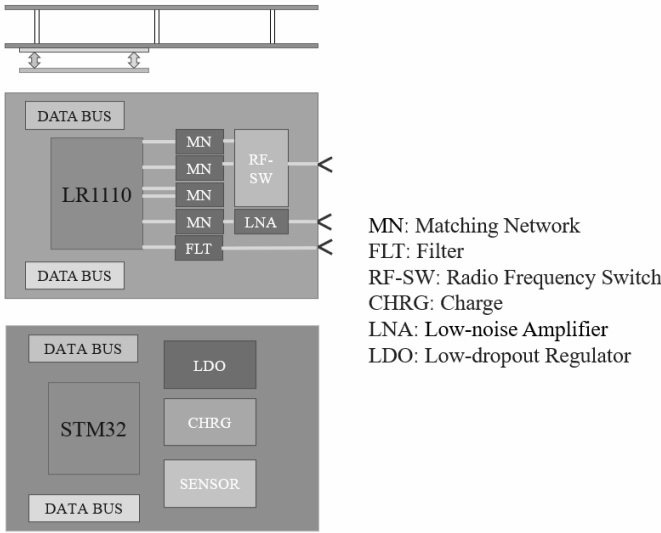 DATA BUS
MN
MN
RF-
SW
LR1110
MN
MN
LNA
FLT
DATA BUS
MN: Matching Network
FLT: Filter
RF-SW: Radio Frequency Switch
CHRG: Charge
LNA: Low-noise Amplifier
LDO: Low-dropout Regulator
DATA BUS
LDO
STM32
CHRG
SENSOR
DATA BUS